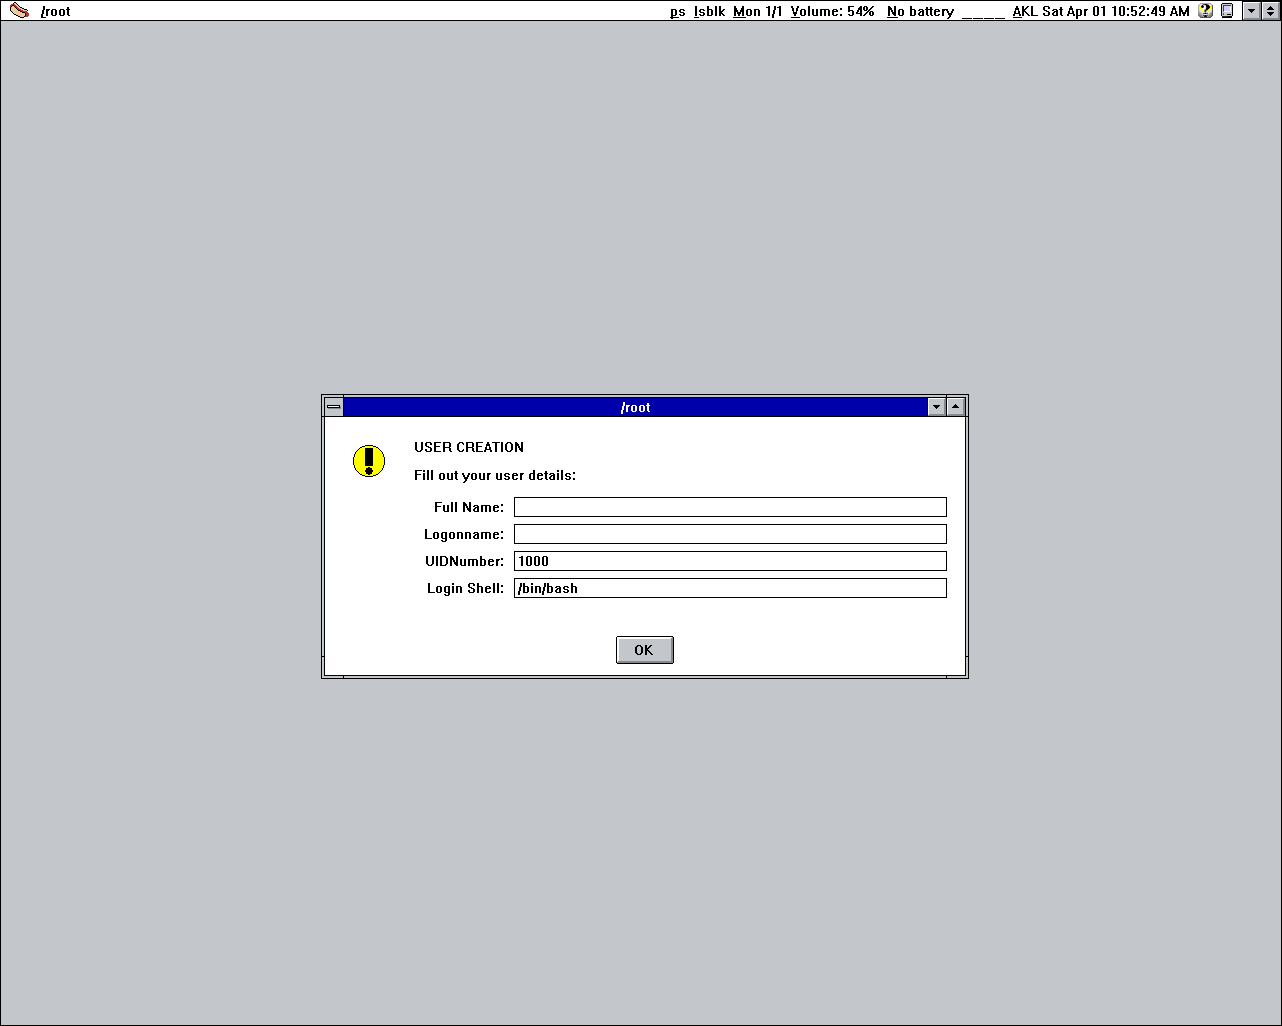 /root ps lsblk Mon 1/1 Volume: 54% No battery ____ AKL Sat Apr 01 10:52:49 AM ?
/root
USER CREATION
Fill out your user details:
Full Name:
Logonname:
UIDNumber: 1000
Login Shell: /bin/bash
OK